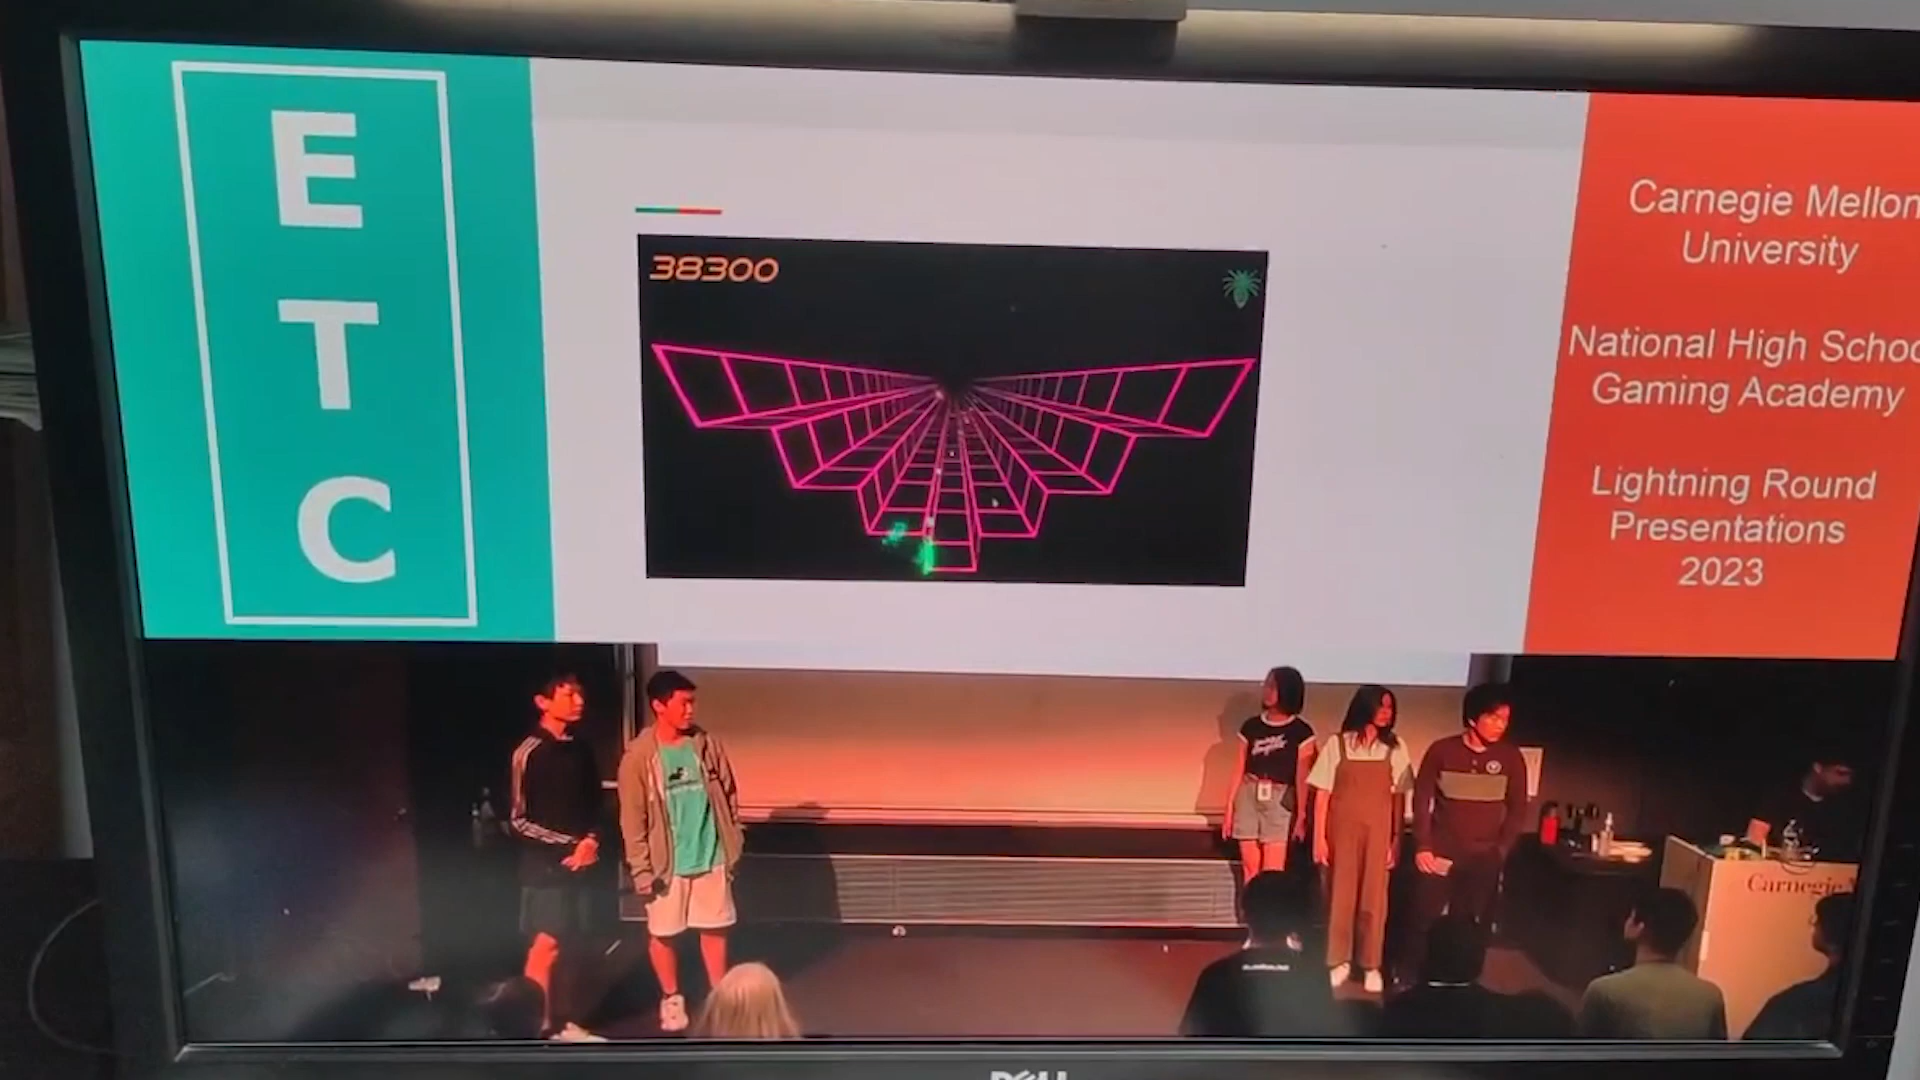 E
T
C
38300
Carnegie Mellon
University
National High Schoo
Gaming Academy
Lightning Round
Presentations
2023
Carnegie
DELL